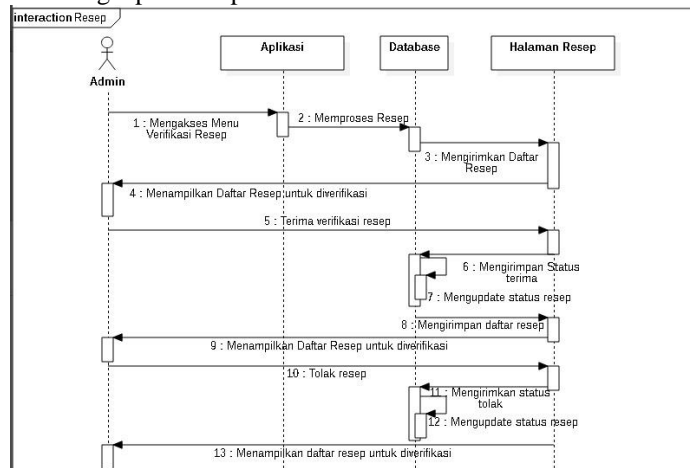 interaction Resep
Aplikasi
Database
Halaman Resep
Admin
1 : Mengakses Menu
Verifikasi Resep
2 : Memproses Resep
3 : Mengirimkan Daftar
Resep
4 : Menampilkan Daftar Resep untuk diverifikasi
5 : Terima verifikasi resep
6 : Mengirimpan Status
terima
7 : Mengupdate status resep
8 : Mengirimpan daftar resep
9 : Menampilkan Daftar Resep untuk diverifikasi
10 : Tolak resep
11 : Mengirimkan status
tolak
12 : Mengupdate status resep
13 : Menampilkan daftar resep untuk diverifikasi